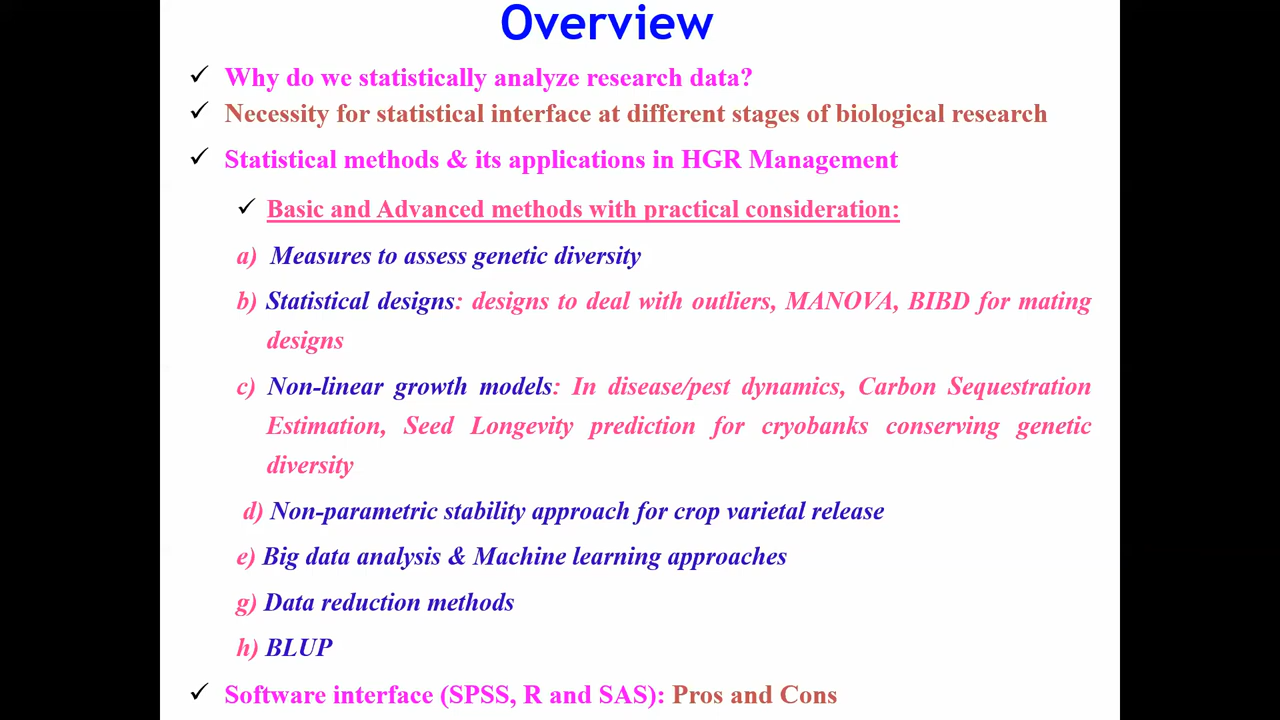 Overview
✓ Why do we statistically analyze research data?
✓ Necessity for statistical interface at different stages of biological research
✓ Statistical methods & its applications in HGR Management
✓ Basic and Advanced methods with practical consideration:
a) Measures to assess genetic diversity
b) Statistical designs: designs to deal with outliers, MANOVA, BIBD for mating
designs
c) Non-linear growth models: In disease/pest dynamics, Carbon Sequestration
Estimation, Seed Longevity prediction for cryobanks conserving genetic
diversity
d) Non-parametric stability approach for crop varietal release
e) Big data analysis & Machine learning approaches
g) Data reduction methods
h) BLUP
✓ Software interface (SPSS, R and SAS): Pros and Cons